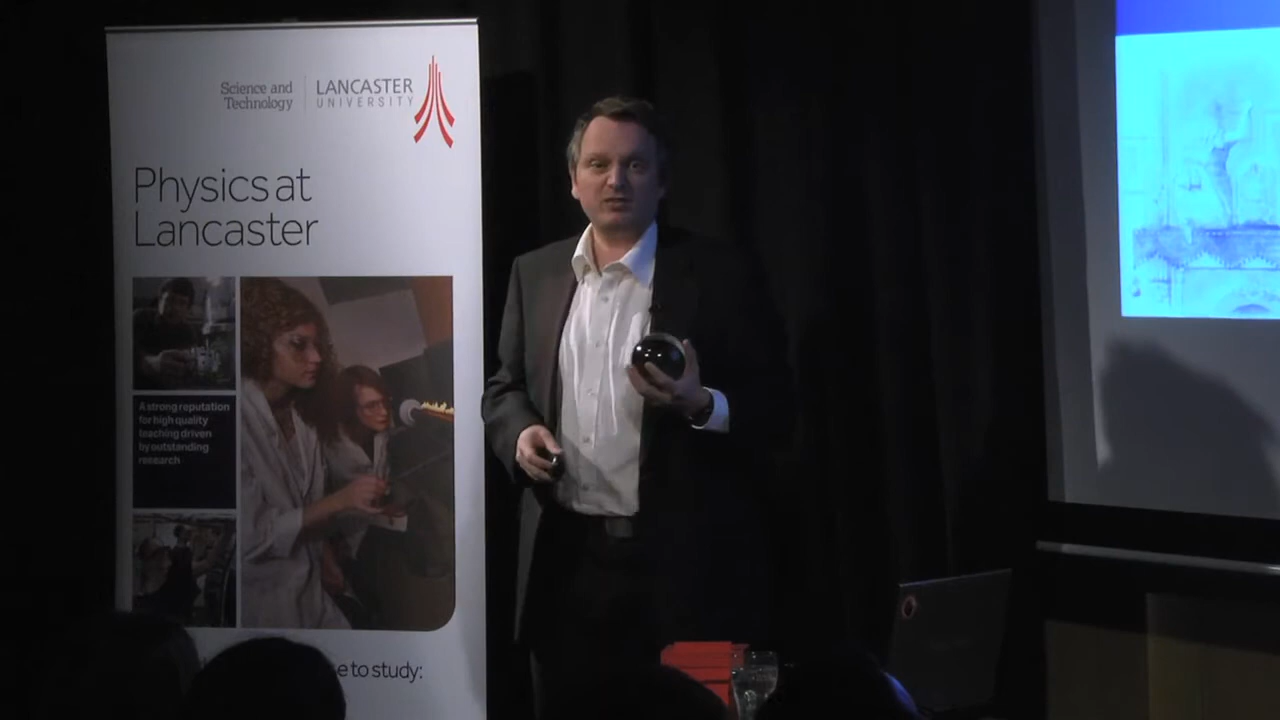 Science and
Technology
LANCASTER
UNIVERSITY
Physics at
Lancaster
A strong reputation
for high quality
teaching driven
by outstanding
research
to study: